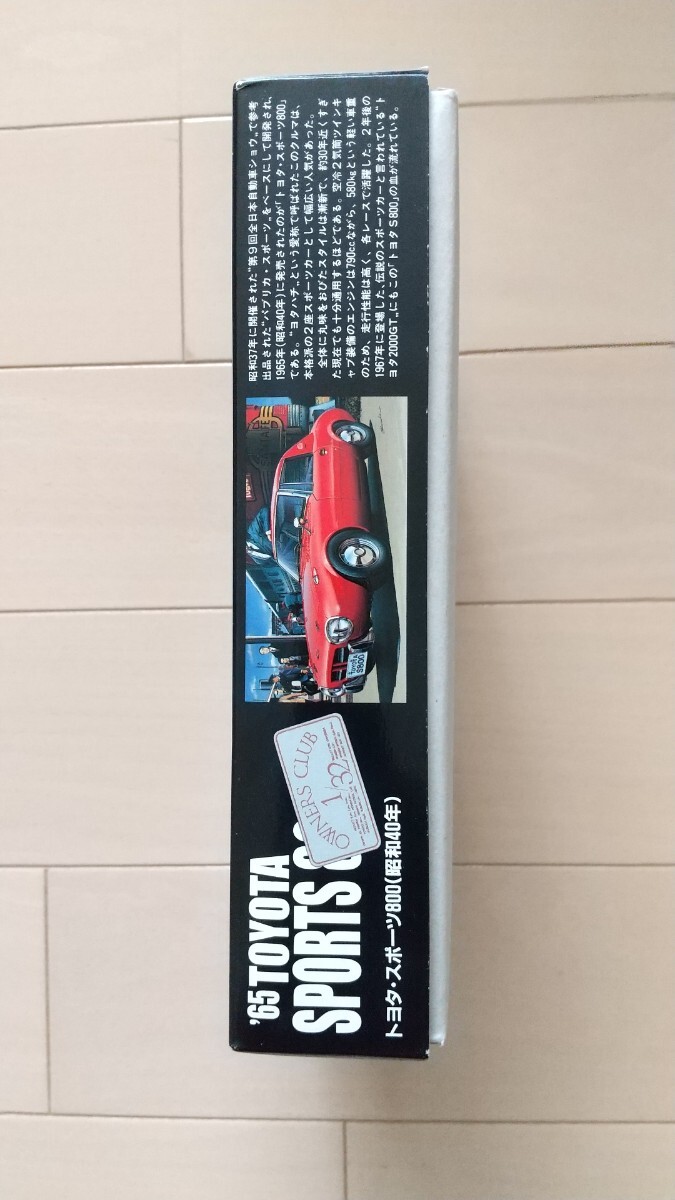 '65 TOYOTA
SPORTS 8
トヨタ・スポーツ800(昭和40年)
OWNERS CLUB
1/32
TOYOTA
S800
昭和37年に開催された"第9回全日本自動車ショウ"で参考
出品された"パブリカ・スポーツ"をベースにして開発され、
1965年(昭和40年)に発売されたのが「トヨタ・スポーツ800」
である。"ヨタハチ"という愛称で呼ばれたこのクルマは、
本格派の2座スポーツカーとして幅広い人気があった。
全体に丸味をおびたスタイルは漸新で、約30年近くすぎ
た現在でも十分通用するほどである。空冷2気筒ツインキ
ャブ装備のエンジンは790ccながら、580kgという軽い車重
のため、走行性能は高く、各レースで活躍した。2年後の
1967年に登場した、伝説のスポーツカーと言われている"ト
ヨタ2000GT"にもこの「トヨタS800」の血が流れている。